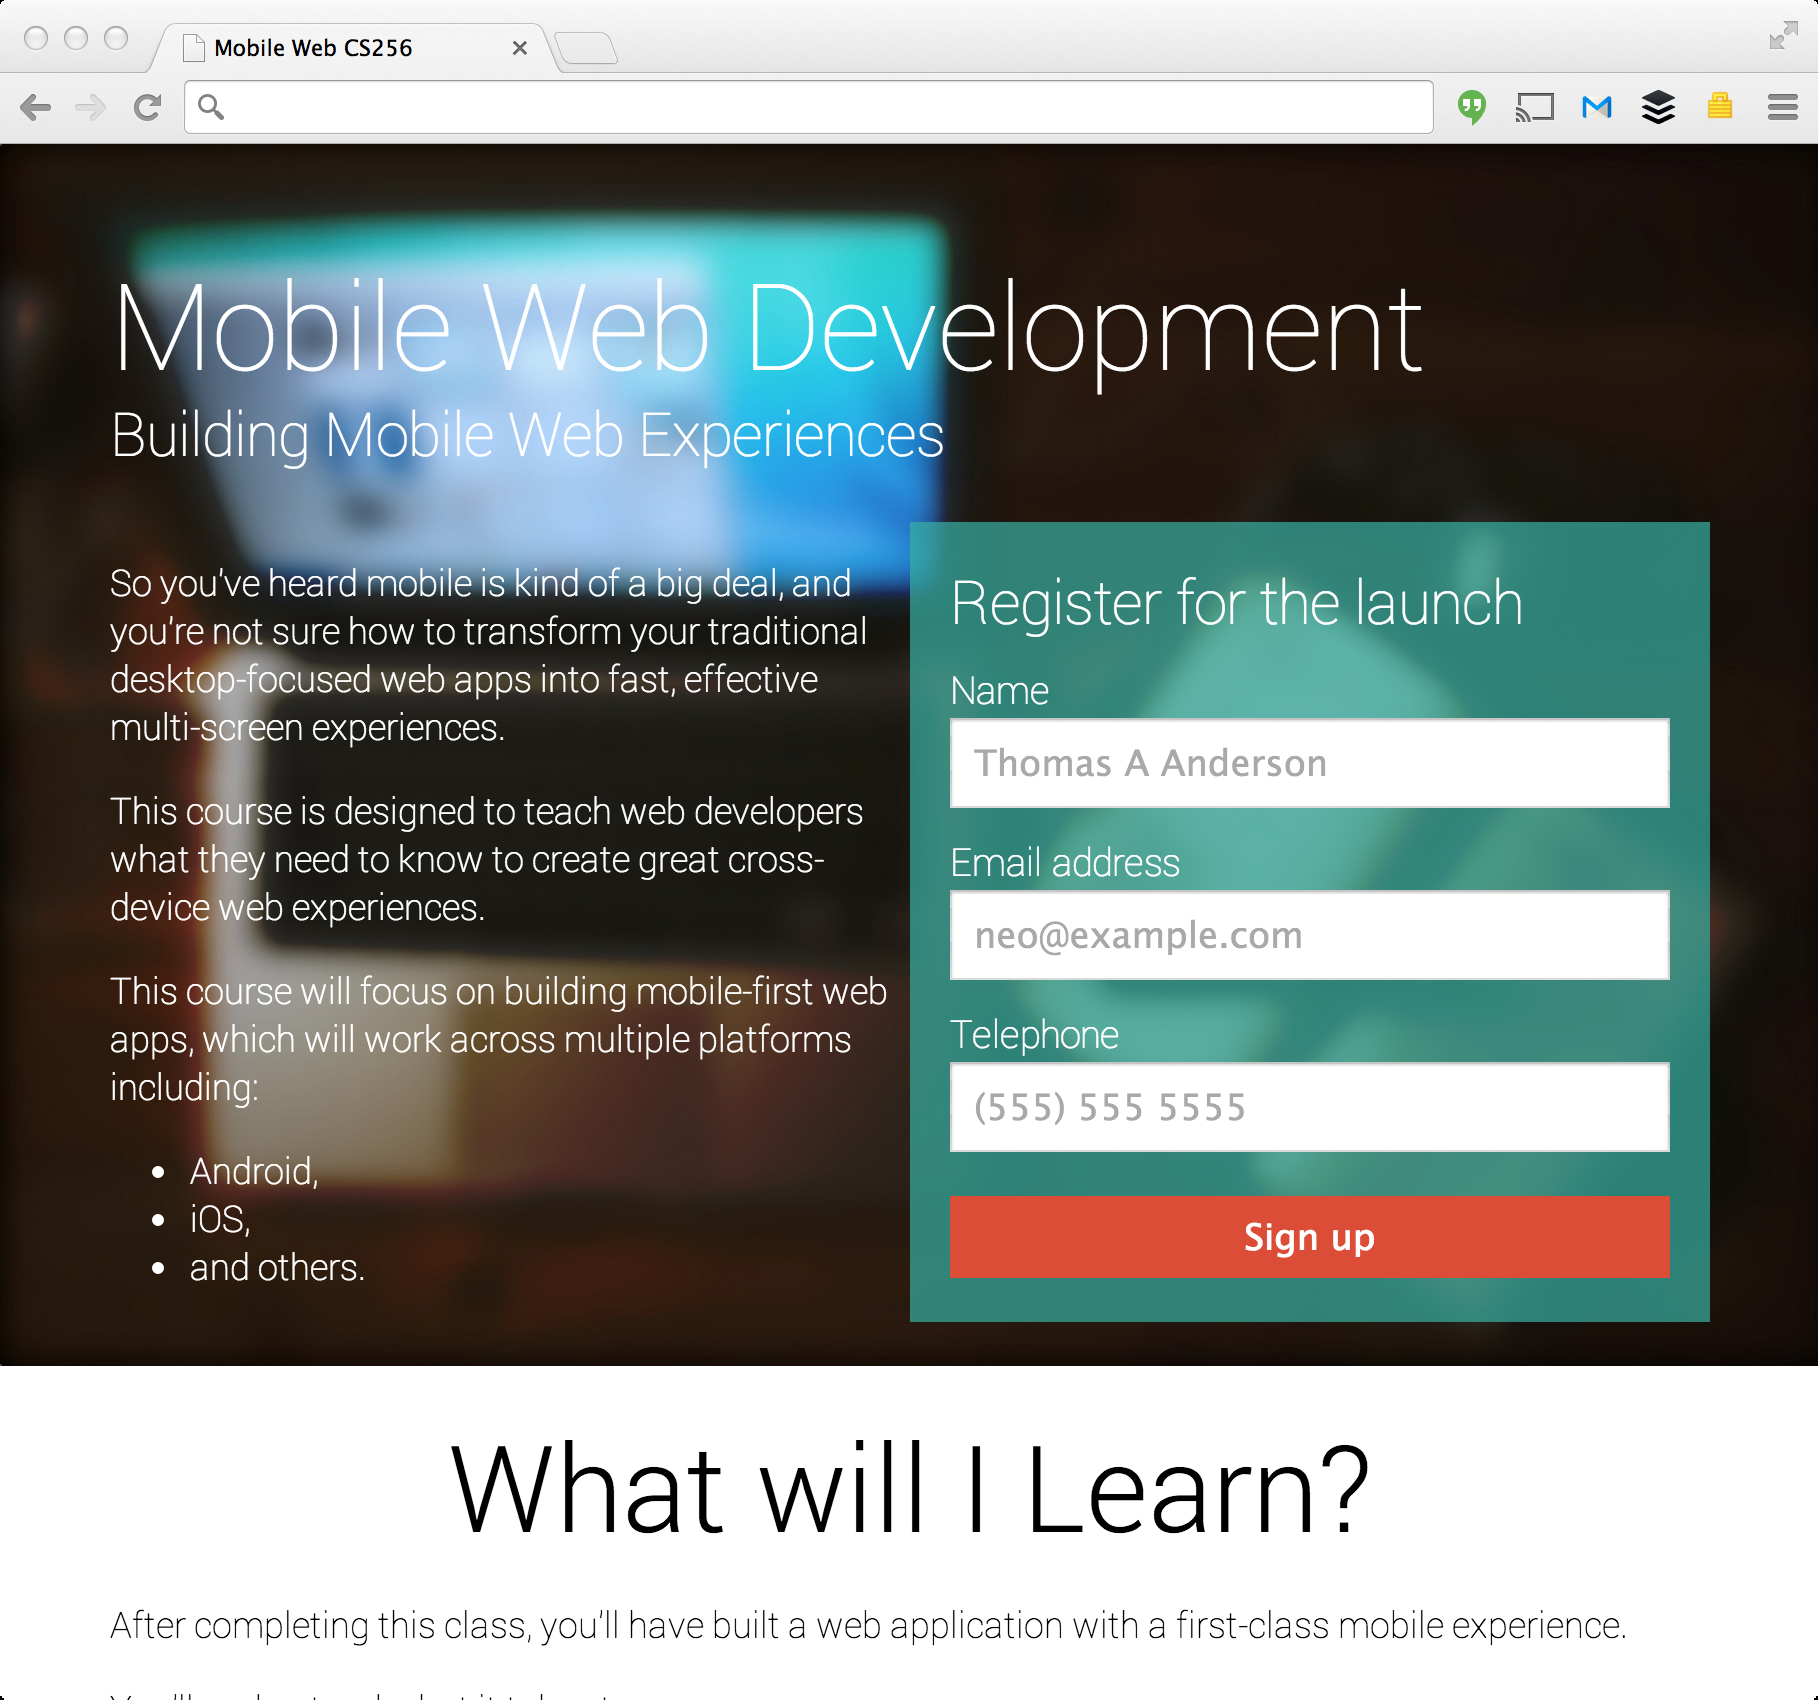 Mobile Web CS256
Mobile Web Development
Building Mobile Web Experiences
So you've heard mobile is kind of a big deal, and
you're not sure how to transform your traditional
desktop-focused web apps into fast, effective
multi-screen experiences.
This course is designed to teach web developers
what they need to know to create great cross-
device web experiences.
This course will focus on building mobile-first web
apps, which will work across multiple platforms
including:
• Android,
• iOS,
• and others.
Register for the launch
Name
Thomas A Anderson
Email address
neo@example.com
Telephone
(555) 555 5555
Sign up
What will I Learn?
After completing this class, you'll have built a web application with a first-class mobile experience.